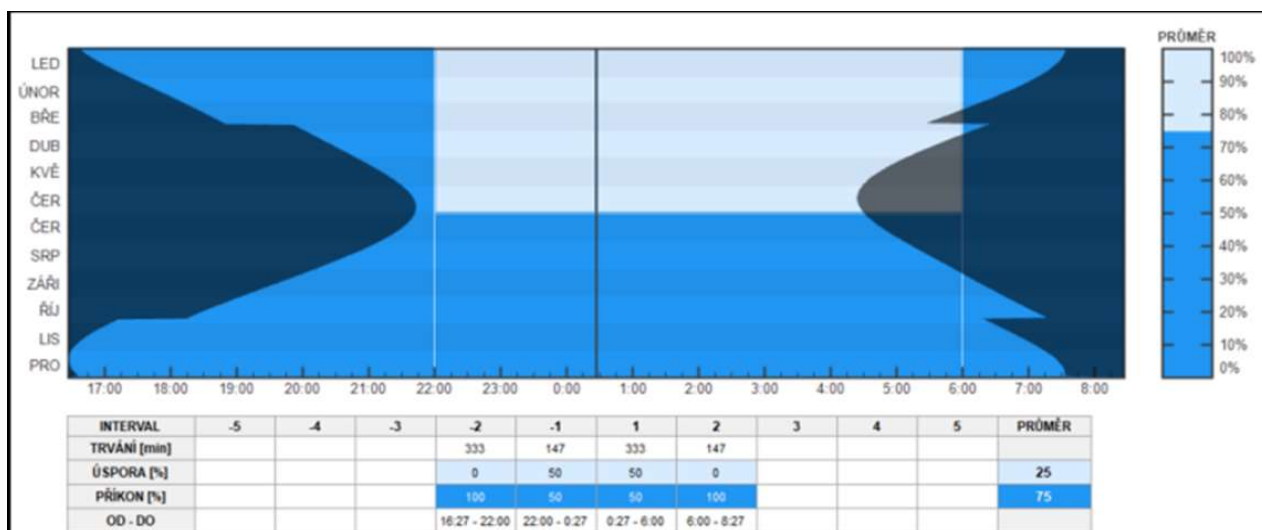 PRŮMĚR
LED
ÚNOR
BŘE
DUB
KVĚ
ČER
ČER
SRP
ZÁŘI
ŘÍJ
LIS
PRO
100%
90%
80%
70%
60%
50%
40%
30%
20%
10%
0%
17:00 18:00 19:00 20:00 21:00 22:00 23:00 0:00 1:00 2:00 3:00 4:00 5:00 6:00 7:00 8:00
INTERVAL -5 -4 -3 -2 -1 1 2 3 4 5 PRŮMĚR
TRVÁNÍ [min] 333 147 333 147
ÚSPORA [%] 0 50 50 0 25
PŘÍKON [%] 100 50 50 100 75
OD - DO 16:27 - 22:00 22:00 - 0:27 0:27 - 6:00 6:00 - 8:27